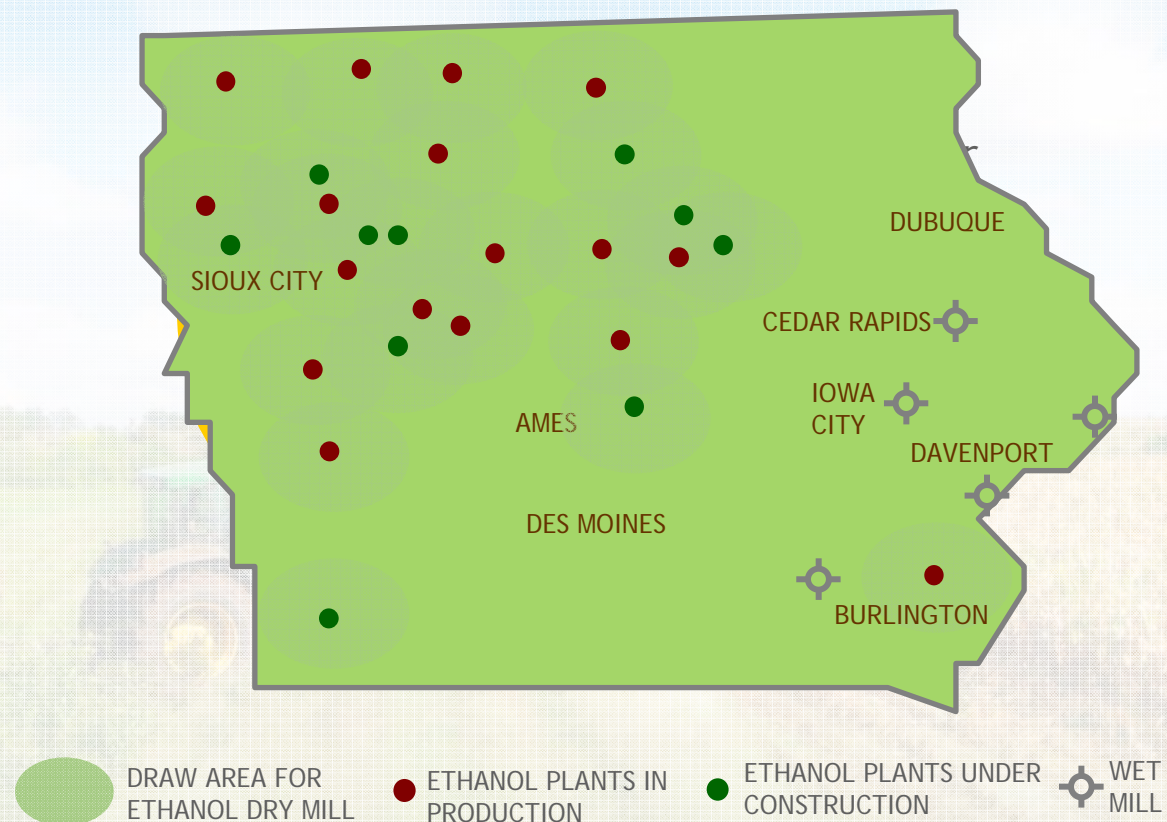 DUBUQUE
SIOUX CITY
CEDAR RAPIDS
IOWA
CITY
AMES
DAVENPORT
DES MOINES
BURLINGTON
DRAW AREA FOR
ETHANOL DRY MILL
ETHANOL PLANTS IN
PRODUCTION
ETHANOL PLANTS UNDER
CONSTRUCTION
WET
MILL